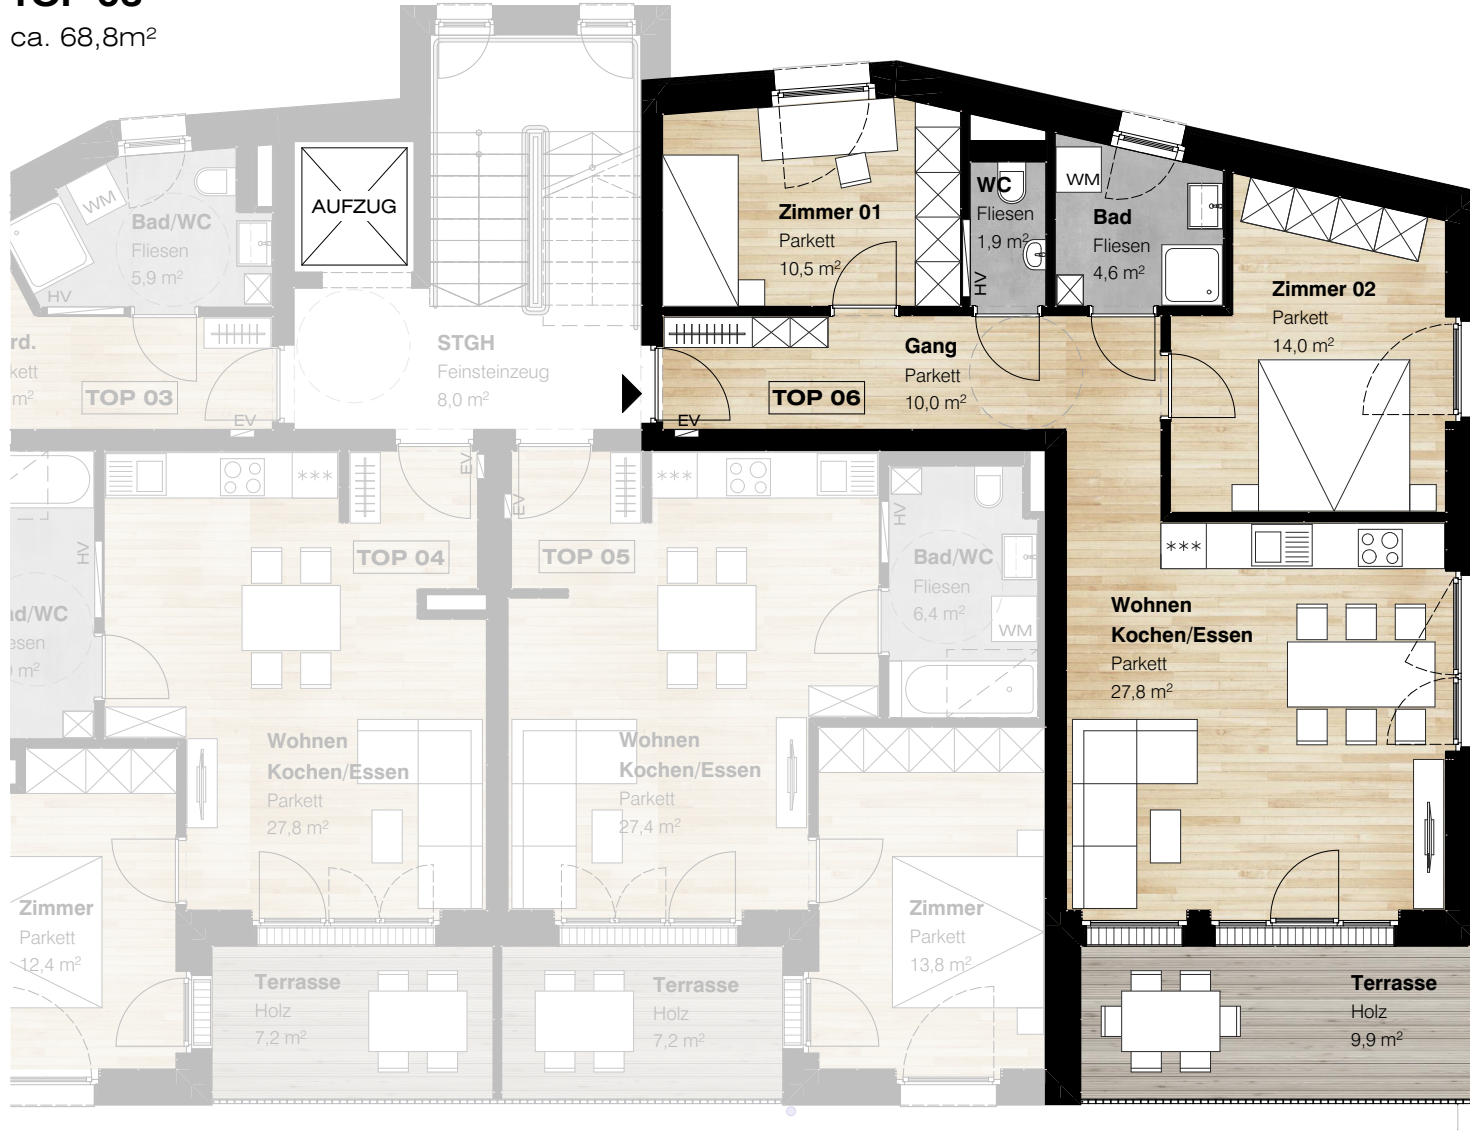 ca. 68,8m²
AUFZUG
WM
Bad/WC
Fliesen
5,9 m²
HV
TOP 03
EV
STGH
Feinsteinzeug
8,0 m²
Zimmer 01
Parkett
10,5 m²
WC
Fliesen
1,9 m²
HV
WM
Bad
Fliesen
4,6 m²
Zimmer 02
Parkett
14,0 m²
Gang
Parkett
10,0 m²
TOP 06
EV
***
EV
TOP 04
HV
EV
TOP 05
***
HV
Bad/WC
Fliesen
6,4 m²
WM
***
Wohnen
Kochen/Essen
Parkett
27,8 m²
Wohnen
Kochen/Essen
Parkett
27,8 m²
Wohnen
Kochen/Essen
Parkett
27,4 m²
Zimmer
Parkett
12,4 m²
Zimmer
Parkett
13,8 m²
Terrasse
Holz
7,2 m²
Terrasse
Holz
7,2 m²
Terrasse
Holz
9,9 m²